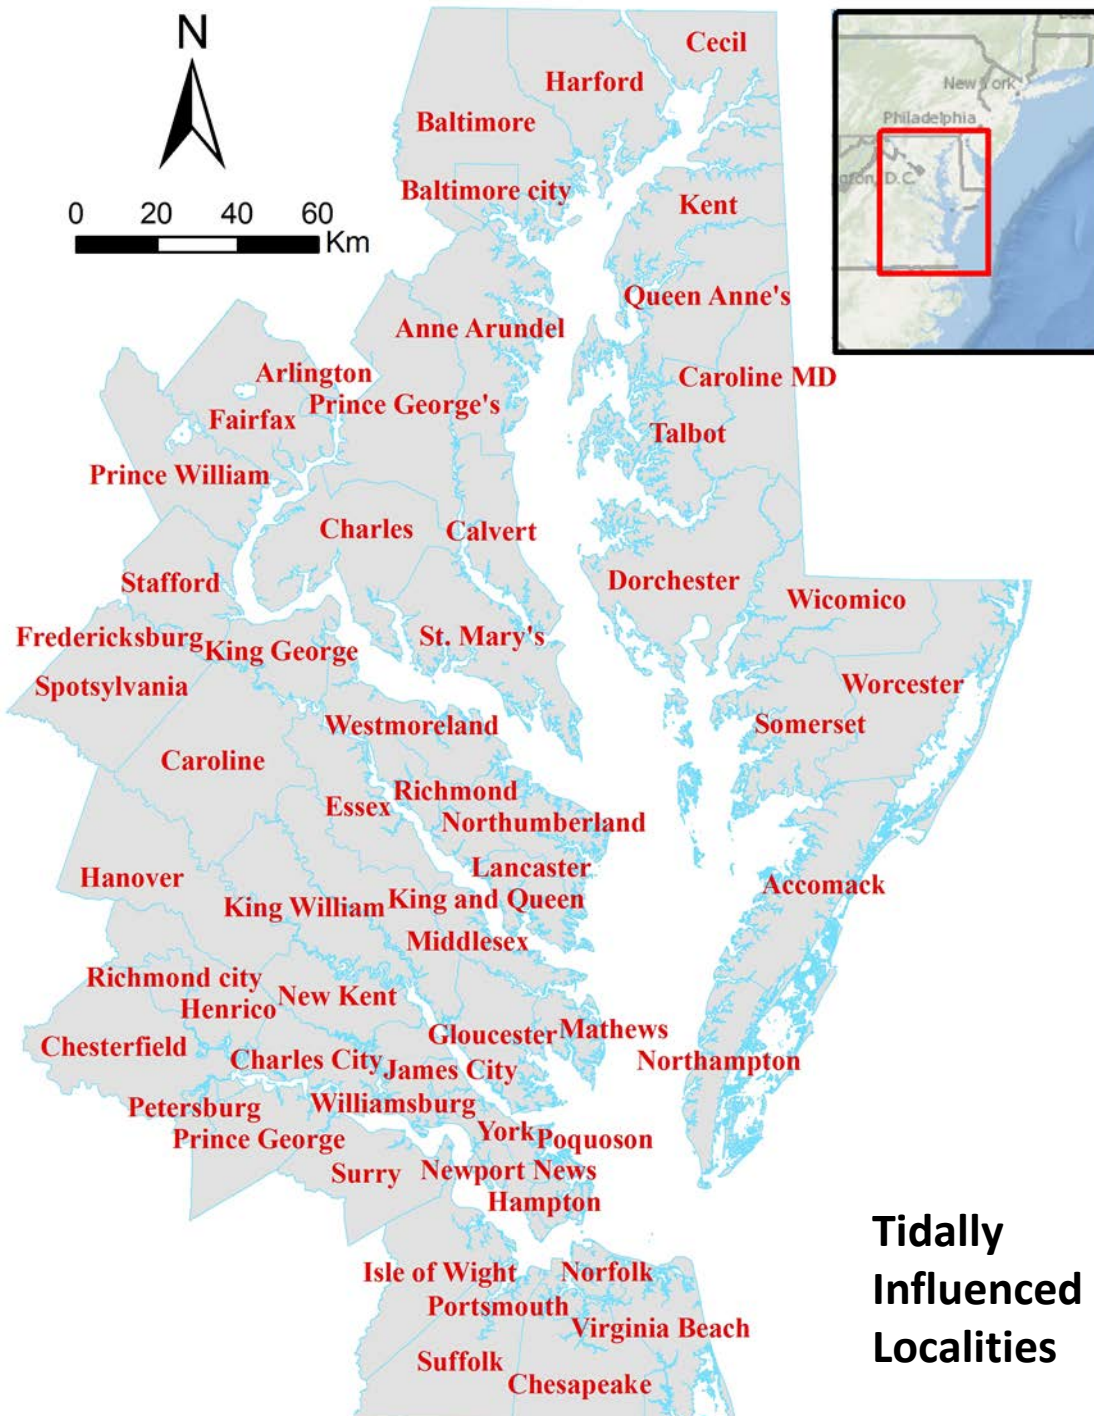 N
0 20 40 60
Km
Cecil
Harford
Baltimore
Baltimore city
Kent
New York
Philadelphia
D.C.
Queen Anne's
Anne Arundel
Arlington
Caroline MD
Prince George's
Fairfax
Talbot
Prince William
Charles
Calvert
Stafford
Dorchester
Wicomico
Fredericksburg
St. Mary's
King George
Spotsylvania
Worcester
Westmoreland
Somerset
Caroline
Richmond
Essex
Northumberland
Lancaster
Hanover
Accomack
King William
King and Queen
Middlesex
Richmond city
New Kent
Henrico
Gloucester
Mathews
Chesterfield
Charles City
James City
Northampton
Petersburg
Williamsburg
Prince George
York
Poquoson
Surry
Newport News
Hampton
Isle of Wight
Norfolk
Portsmouth
Virginia Beach
Suffolk
Chesapeake
Tidally
Influenced
Localities